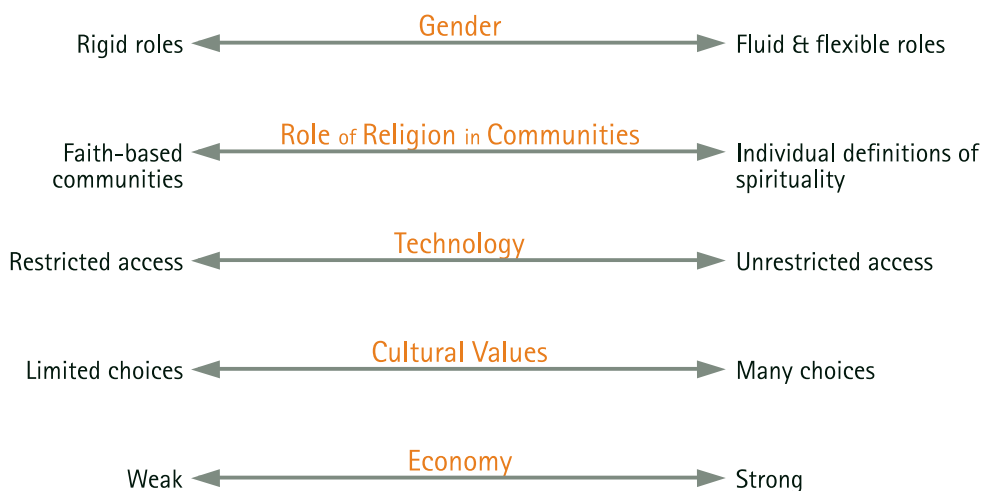 Gender
Rigid roles
Fluid & flexible roles
Role of Religion in Communities
Faith-based
communities
Individual definitions of
spirituality
Technology
Restricted access
Unrestricted access
Cultural Values
Limited choices
Many choices
Economy
Weak
Strong